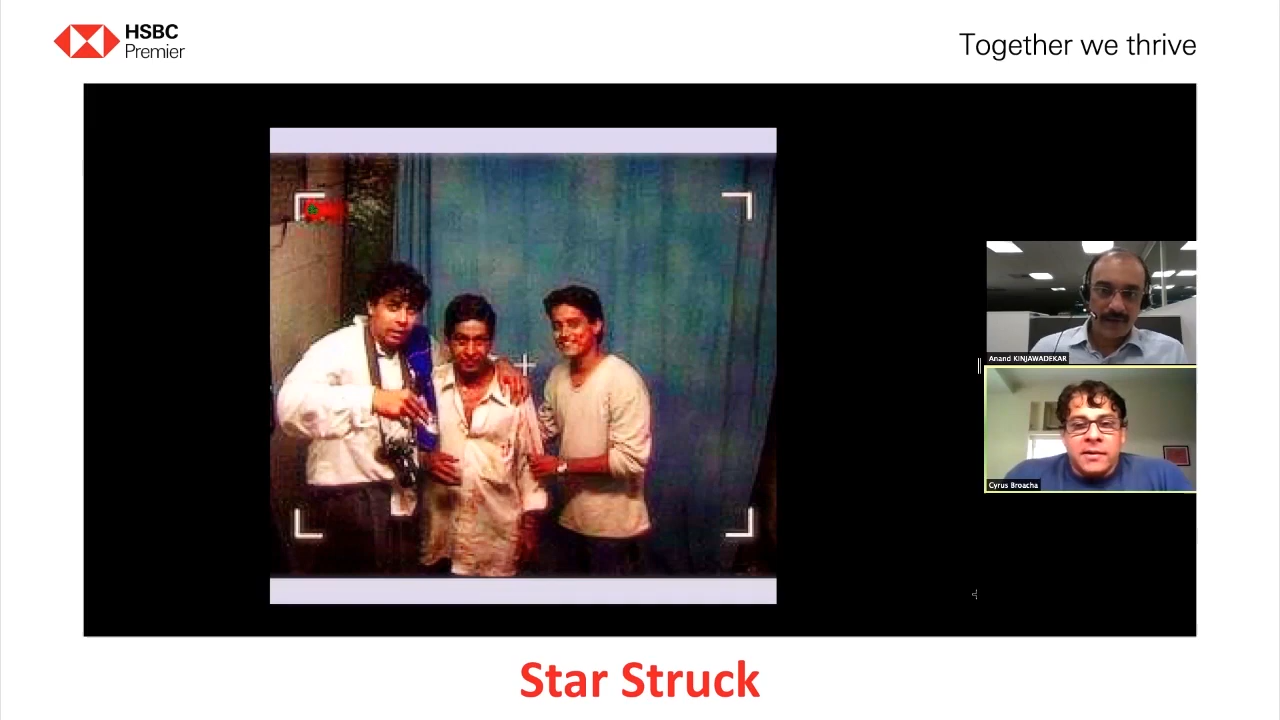 HSBC
Premier
Together we thrive
Anand KINJAWADEKAR
Cyrus Broacha
Star Struck